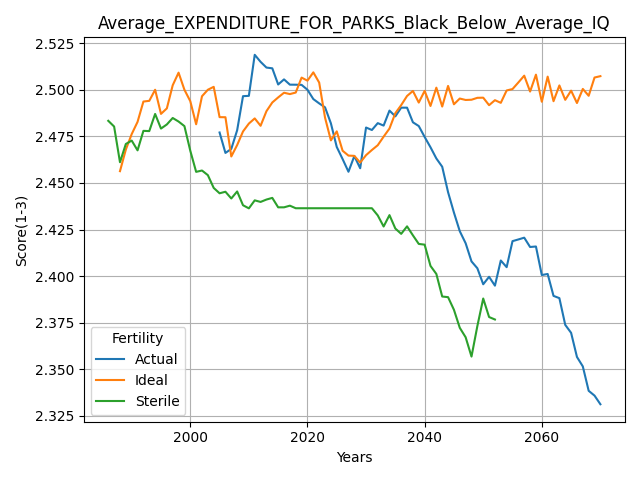 Average_EXPENDITURE_FOR_PARKS_Black_Below_Average_IQ
2.525
2.500
2.475
2.450
2.425
2.400
2.375
2.350
2.325
Score(1-3)
Fertility
Actual
Ideal
Sterile
2000 2020 2040 2060
Years